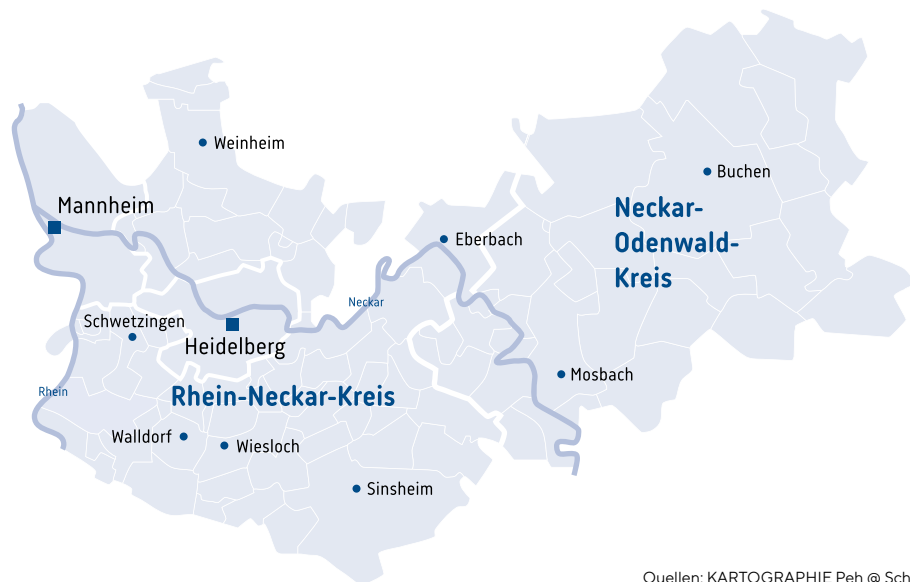 Weinheim
Buchen
Mannheim
Neckar-
Odenwald-
Kreis
Eberbach
Neckar
Schwetzingen
Heidelberg
Mosbach
Rhein
Rhein-Neckar-Kreis
Walldorf
Wiesloch
Sinsheim
Quellen: KARTOGRAPHIE Peh @ Sch